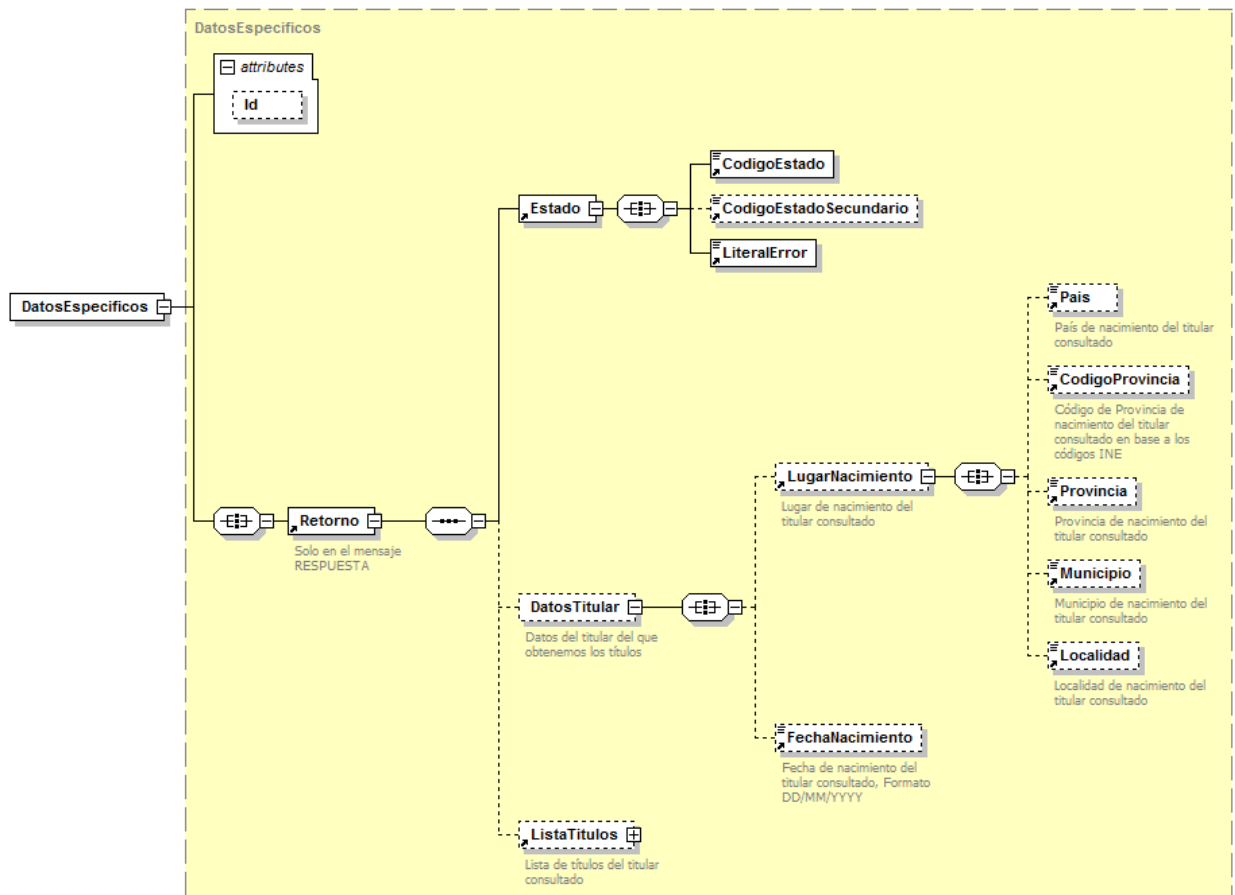 DatosEspecificos
attributes
Id
CodigoEstado
Estado
CodigoEstadoSecundario
LiteralError
DatosEspecificos
Pais
País de nacimiento del titular
consultado
CodigoProvincia
Código de Provincia de
nacimiento del titular
consultado en base a los
códigos INE
LugarNacimiento
Lugar de nacimiento del
titular consultado
Provincia
Provincia de nacimiento del
titular consultado
Retorno
Solo en el mensaje
RESPUESTA
Municipio
Municipio de nacimiento del
titular consultado
DatosTitular
Datos del titular del que
obtenemos los títulos
Localidad
Localidad de nacimiento del
titular consultado
FechaNacimiento
Fecha de nacimiento del
titular consultado, Formato
DD/MM/YYYY
ListaTitulos
Lista de títulos del titular
consultado